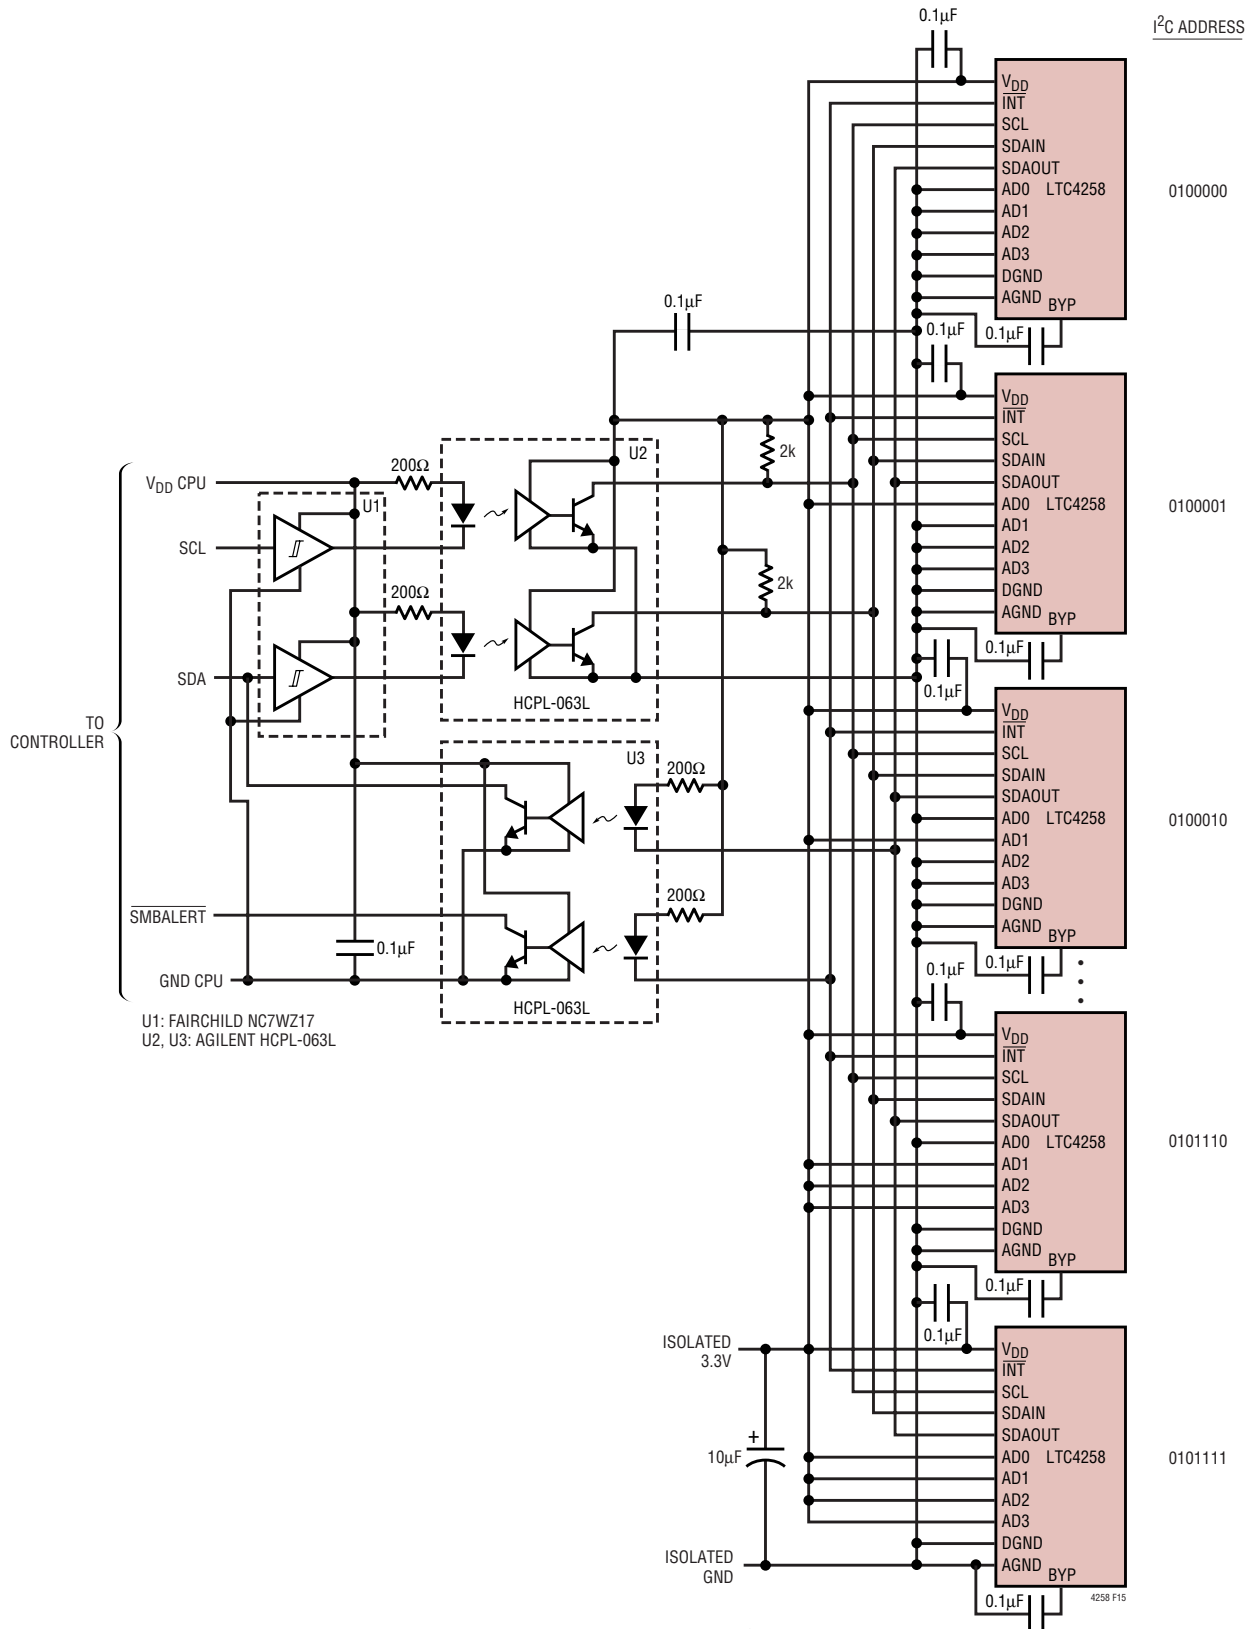 I2C ADDRESS
0.1µF
VDD
INT
SCL
SDAIN
SDAOUT
AD0 LTC4258
AD1
AD2
AD3
DGND
AGND
BYP
0100000
0.1µF
0.1µF
0.1µF
VDD
INT
SCL
SDAIN
SDAOUT
AD0 LTC4258
AD1
AD2
AD3
DGND
AGND
BYP
0100001
0.1µF
0.1µF
2k
2k
U2
HCPL-063L
200Ω
200Ω
U1
VDD CPU
SCL
SDA
TO
CONTROLLER
SMBALERT
GND CPU
0.1µF
U3
200Ω
200Ω
HCPL-063L
U1: FAIRCHILD NC7WZ17
U2, U3: AGILENT HCPL-063L
VDD
INT
SCL
SDAIN
SDAOUT
AD0 LTC4258
AD1
AD2
AD3
DGND
AGND
BYP
0100010
0.1µF
0.1µF
VDD
INT
SCL
SDAIN
SDAOUT
AD0 LTC4258
AD1
AD2
AD3
DGND
AGND
BYP
0101110
0.1µF
0.1µF
ISOLATED
3.3V
10µF
+
ISOLATED
GND
VDD
INT
SCL
SDAIN
SDAOUT
AD0 LTC4258
AD1
AD2
AD3
DGND
AGND
BYP
0101111
0.1µF
4258 F15